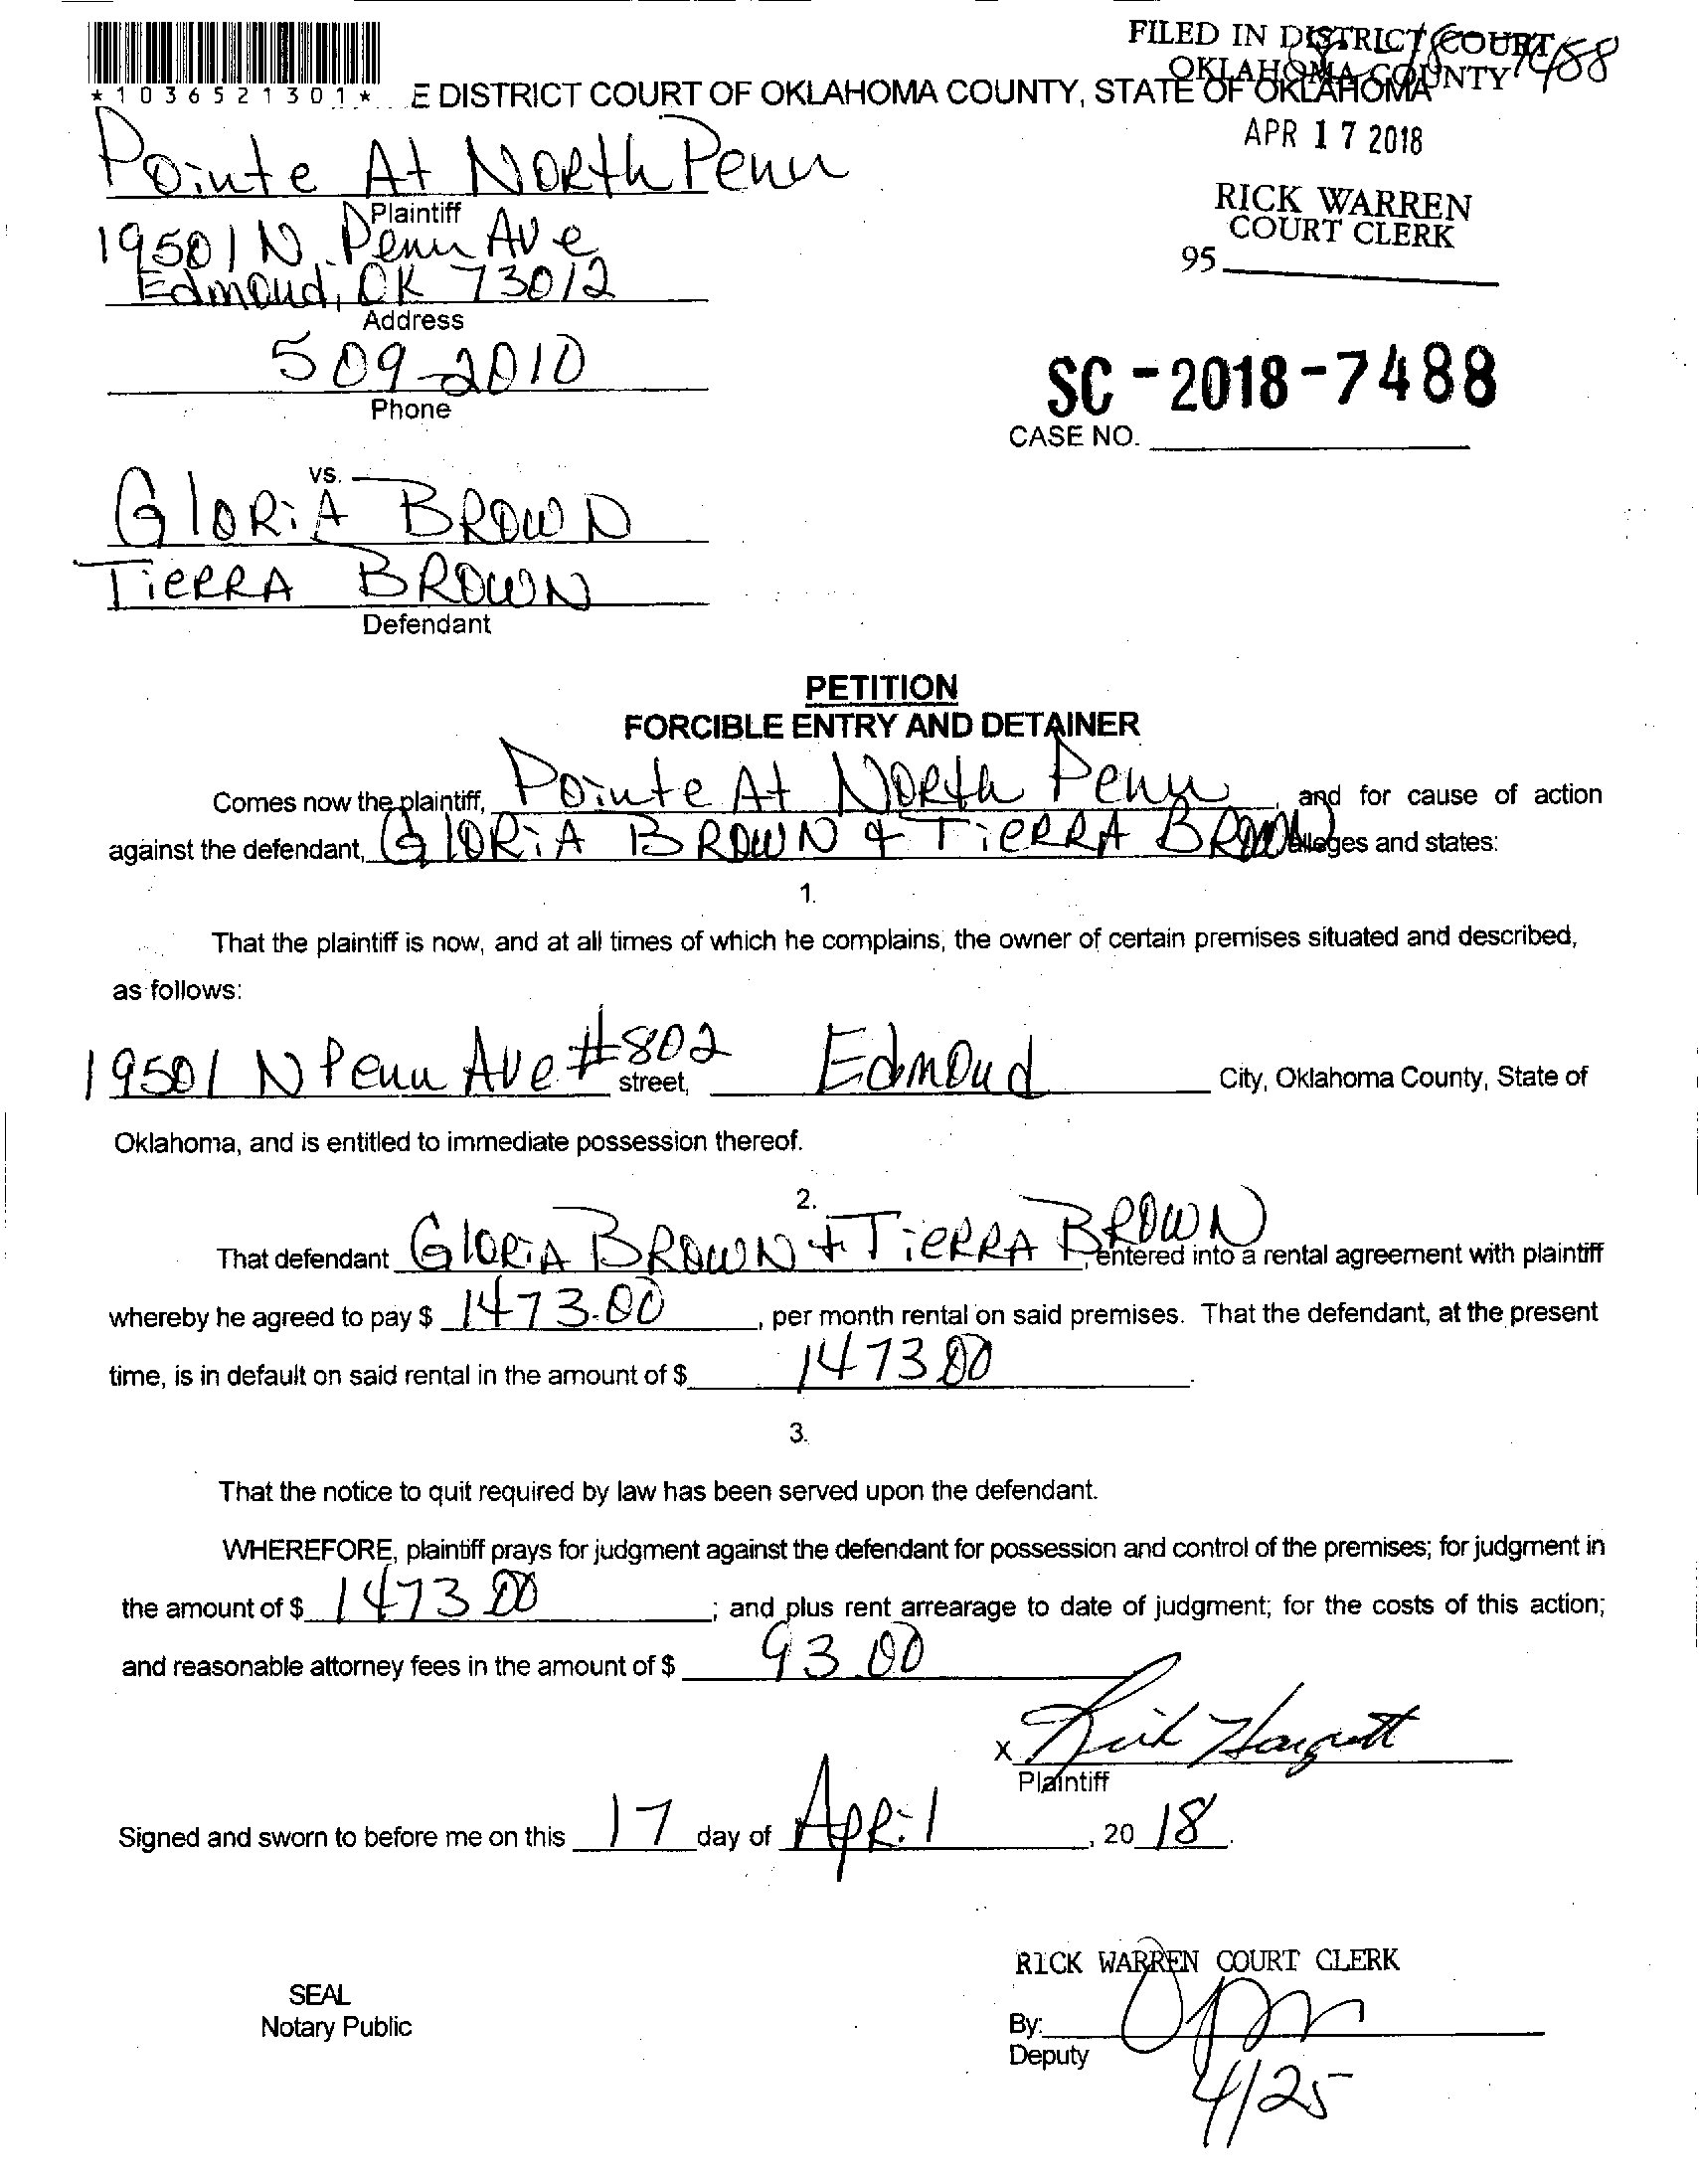 FILED IN DISTRICT COURT
OKLAHOMA COUNTY
*1036521301*
E DISTRICT COURT OF OKLAHOMA COUNTY, STATE OF OKLAHOMA
APR 17 2018
RICK WARREN
COURT CLERK
95
Pointe At North Penn
Plaintiff
19501 N. Penn Ave
Edmond, OK 73012
Address
509-2010
Phone
SC-2018-7488
CASE NO.
vs.
Gloria Brown
Tierra Brown
Defendant
PETITION
FORCIBLE ENTRY AND DETAINER
Comes now the plaintiff, Pointe At North Penn, and for cause of action
against the defendant, Gloria Brown & Tierra Brown alleges and states:
1.
That the plaintiff is now, and at all times of which he complains, the owner of certain premises situated and described,
as follows:
19501 N Penn Ave #802 street, Edmond City, Oklahoma County, State of
Oklahoma, and is entitled to immediate possession thereof.
2.
That defendant Gloria Brown + Tierra Brown, entered into a rental agreement with plaintiff
whereby he agreed to pay $ 1473.00, per month rental on said premises. That the defendant, at the present
time, is in default on said rental in the amount of $ 1473 00.
3.
That the notice to quit required by law has been served upon the defendant.
WHEREFORE, plaintiff prays for judgment against the defendant for possession and control of the premises; for judgment in
the amount of $ 1473 00; and plus rent arrearage to date of judgment; for the costs of this action;
and reasonable attorney fees in the amount of $ 93 00
X
Plaintiff
Signed and sworn to before me on this 17 day of April, 20 18.
RICK WARREN COURT CLERK
SEAL
Notary Public
By:
Deputy
4/25